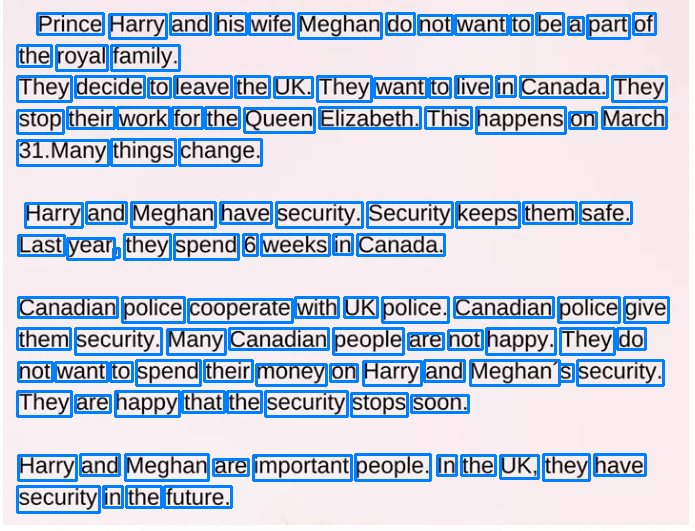 Prince Harry and his wife Meghan do not want to be a part of
the royal family.
They decide to leave the UK. They want to live in Canada. They
stop their work for the Queen Elizabeth. This happens on March
31.Many things change.
Harry and Meghan have security. Security keeps them safe.
Last year, they spend 6 weeks in Canada.
Canadian police cooperate with UK police. Canadian police give
them security. Many Canadian people are not happy. They do
not want to spend their money on Harry and Meghan´s security.
They are happy that the security stops soon.
Harry and Meghan are important people. In the UK, they have
security in the future.